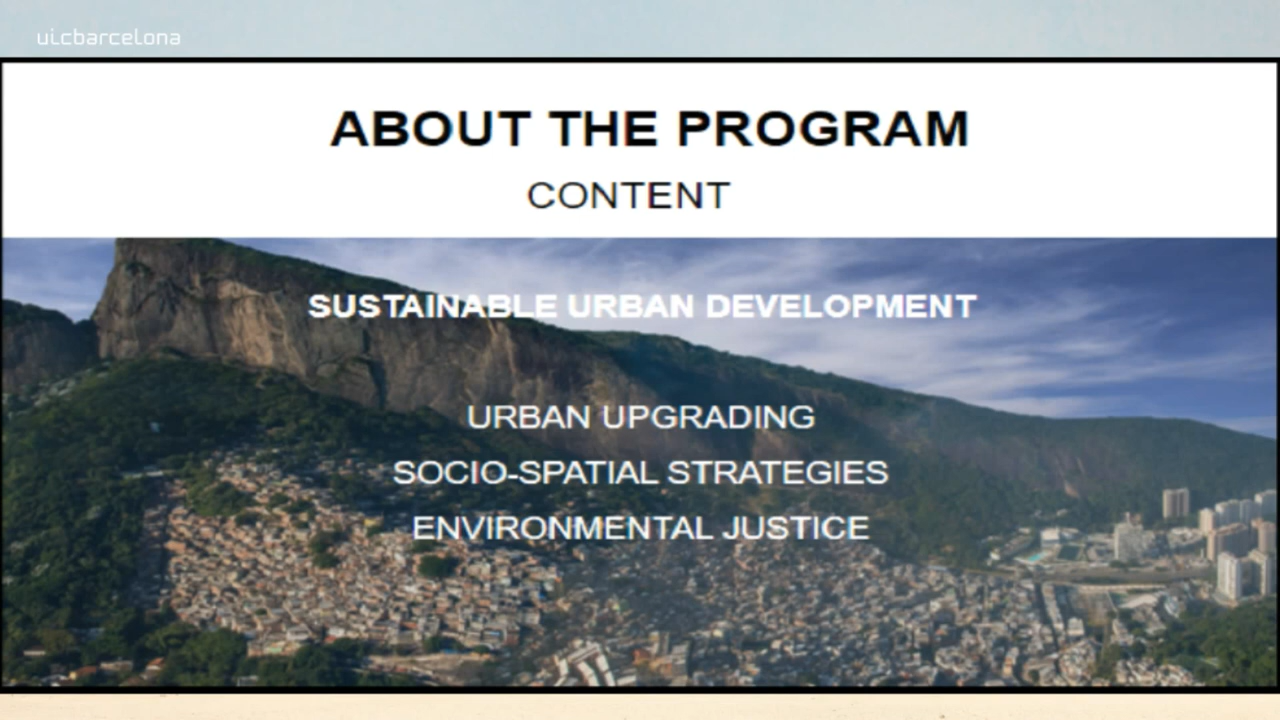 uicbarcelona
ABOUT THE PROGRAM
CONTENT
SUSTAINABLE URBAN DEVELOPMENT
URBAN UPGRADING
SOCIO-SPATIAL STRATEGIES
ENVIRONMENTAL JUSTICE